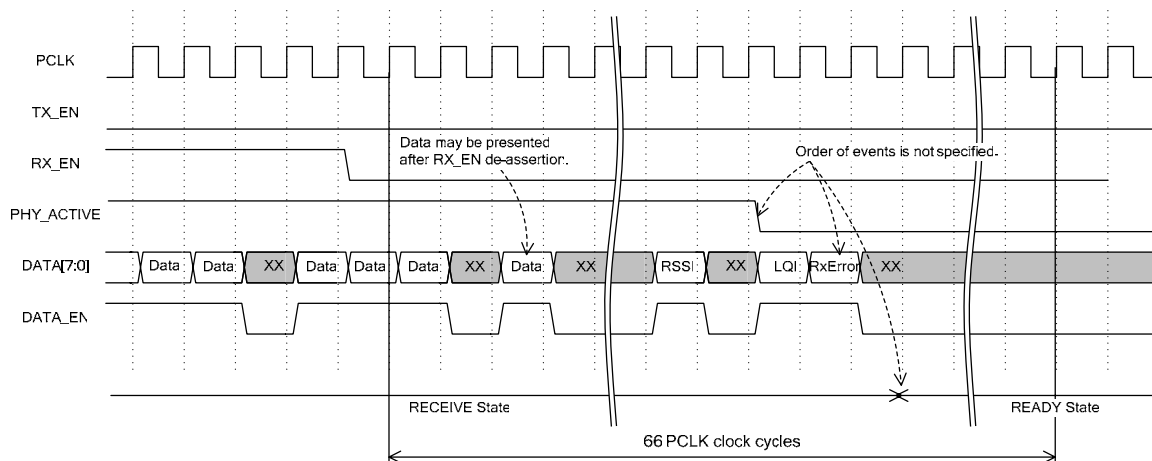 PCLK
TX_EN
Data may be presented
after RX_EN de-assertion.
Order of events is not specified.
RX_EN
PHY_ACTIVE
DATA[7:0] Data Data XX Data Data Data XX Data XX RSSI XX LQI RxError XX
DATA_EN
RECEIVE State READY State
66 PCLK clock cycles